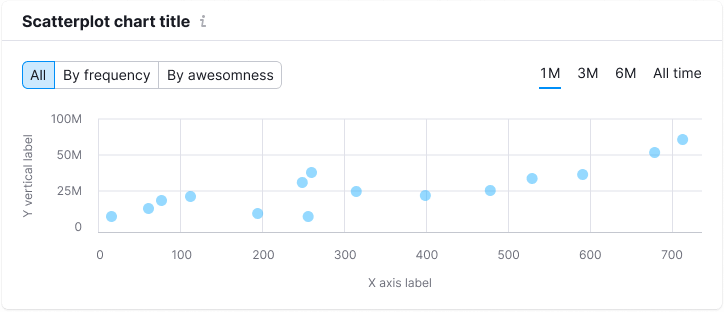 Scatterplot chart title i
All By frequency By awesomness 1M 3M 6M All time
100M
50M
25M
0
Y vertical label
0 100 200 300 400 500 600 700
X axis label